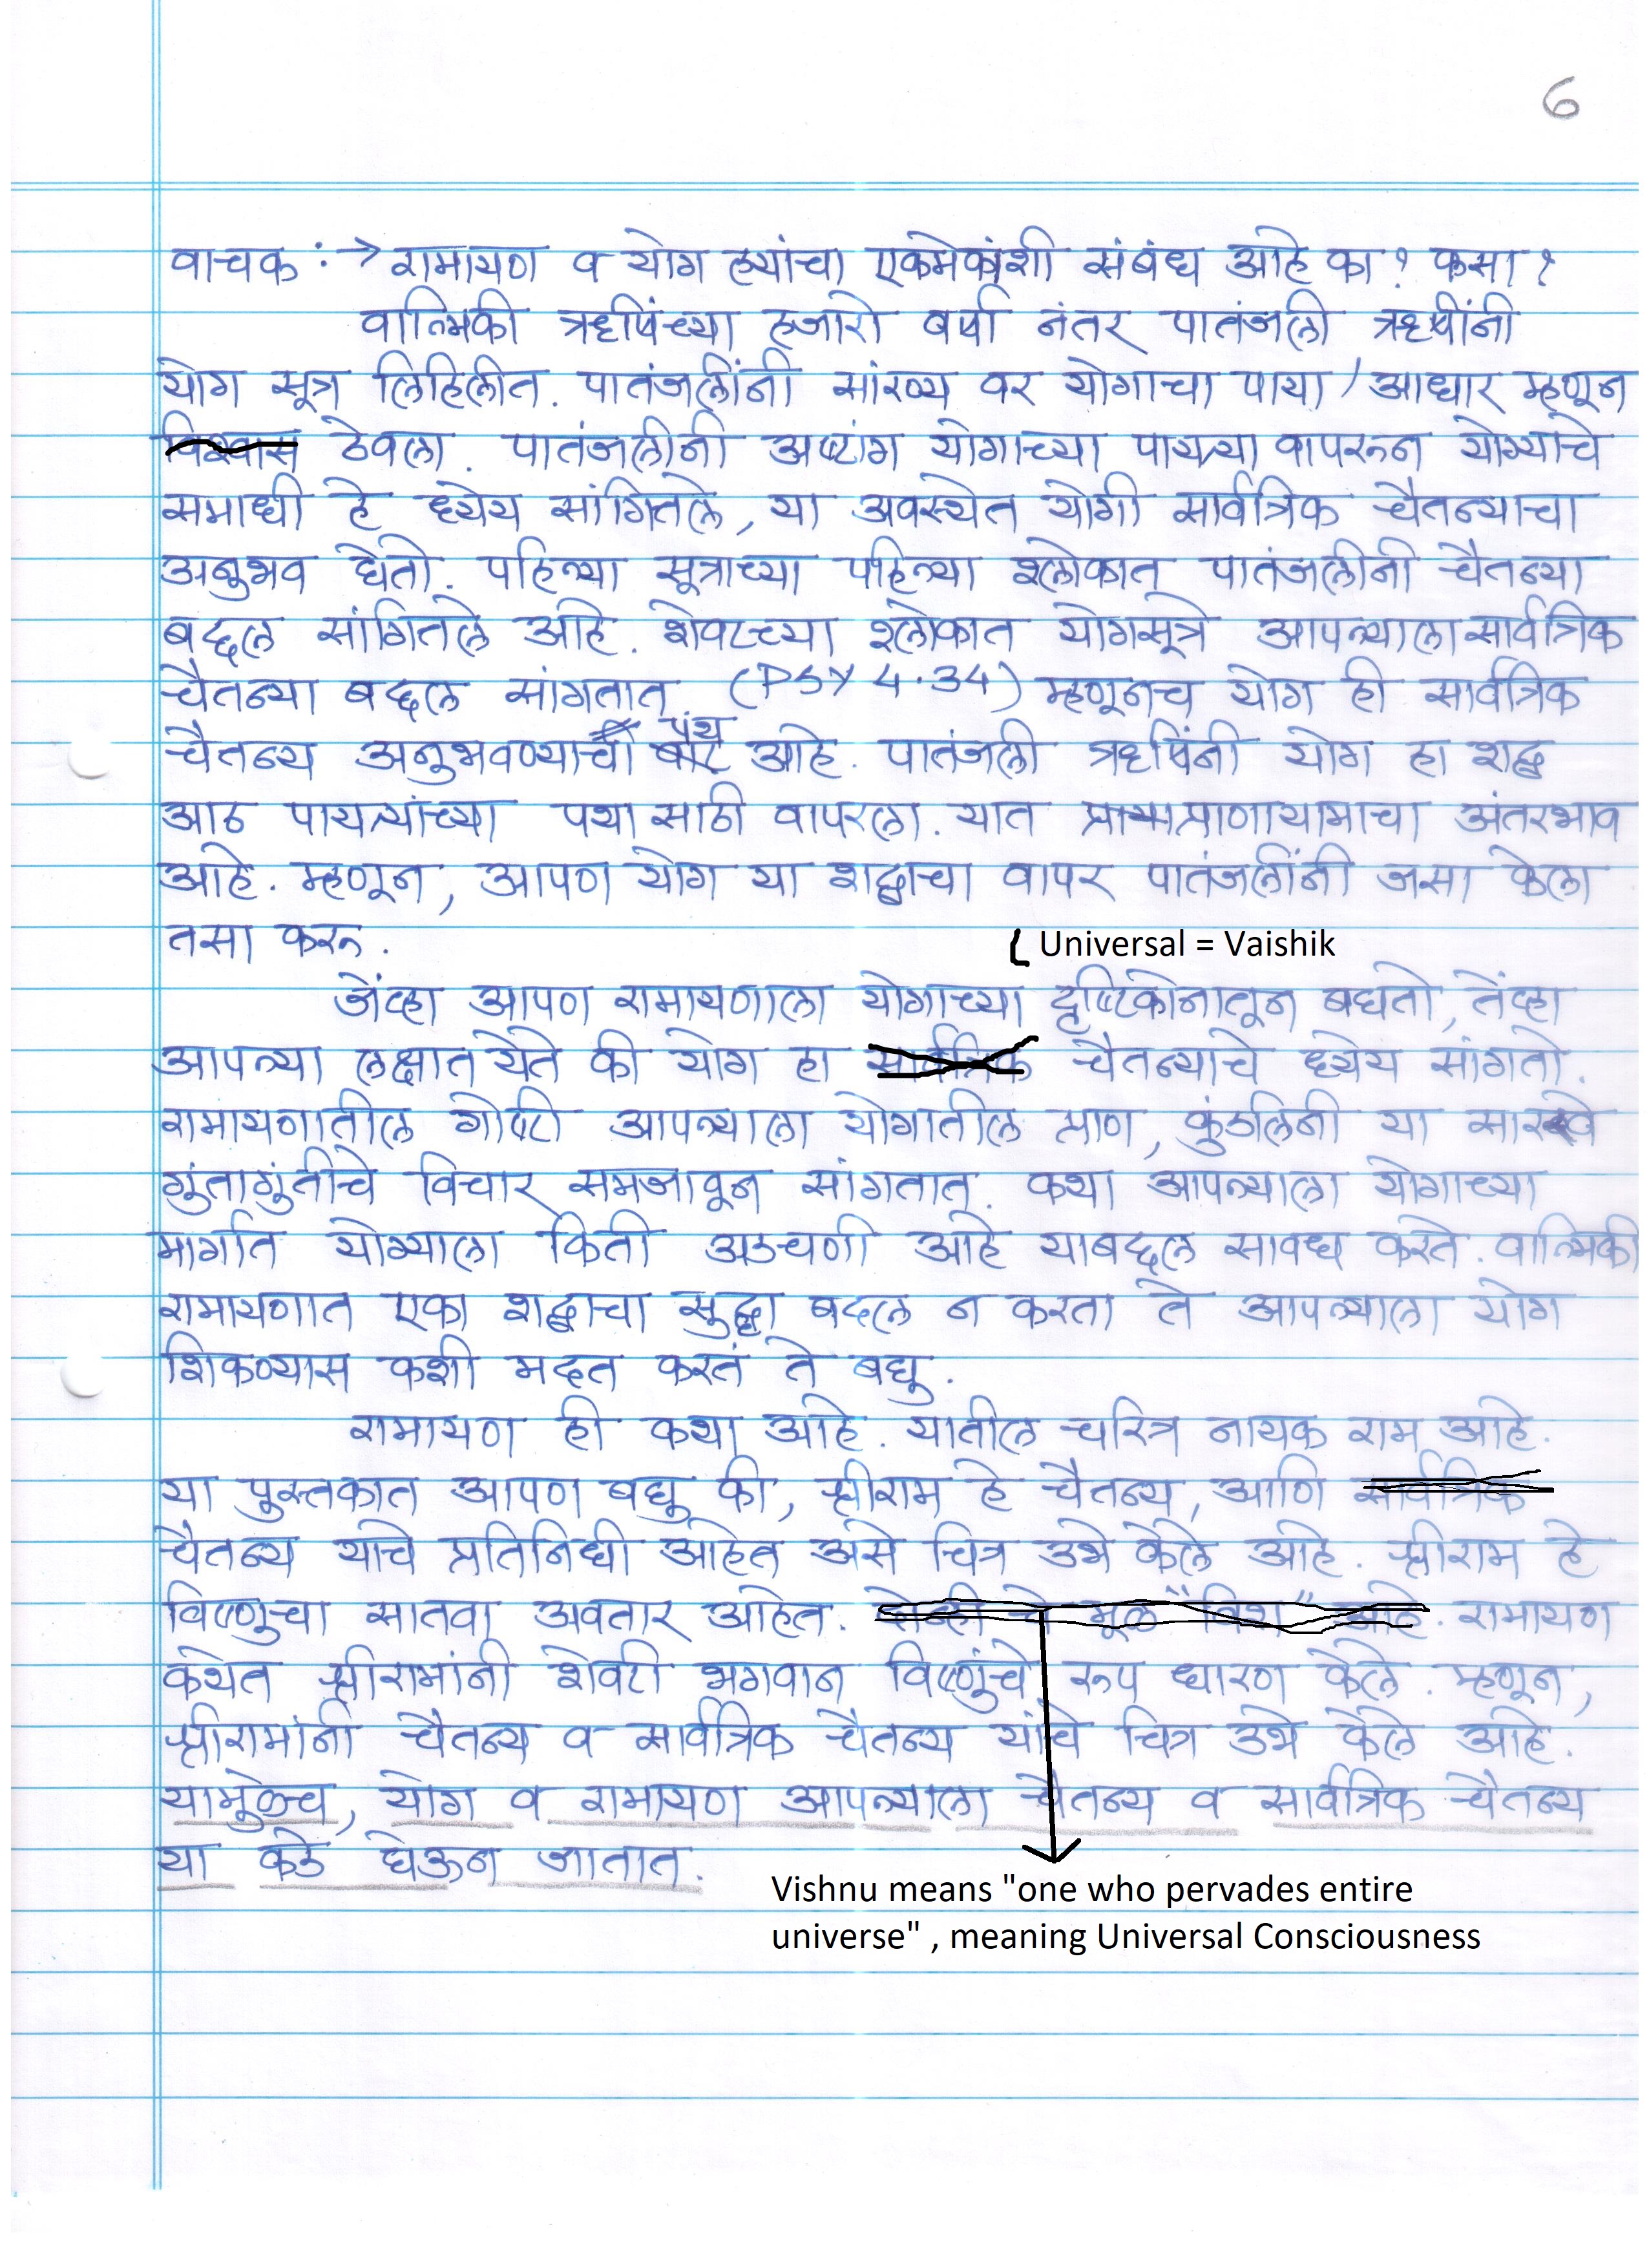 6
वाचक : → रामायण व योग ह्यांचा एकमेकांशी संबंध आहे का? कसा?
वाल्मिकी ऋषिंच्या हजारो वर्षा नंतर पातंजली ऋषींनी
योग सूत्र लिहिलीत. पातंजलींनी सांख्य वर योगाचा पाया / आधार म्हणून
विश्वास ठेवला. पातंजलीनी अष्टांग योगाच्या पायऱ्या वापरून योग्याचे
समाधी हे ध्येय सांगितले, या अवस्थेत योगी सार्वत्रिक चैतन्याचा
अनुभव घेतो. पहिल्या सूत्राच्या पहिल्या श्लोकात पातंजलीनी चैतन्या
बद्दल सांगितले आहे. शेवटच्या श्लोकात योगसूत्रे आपल्याला सार्वत्रिक
चैतन्या बद्दल सांगतात (PSY 4.34) म्हणूनच योग ही सार्वत्रिक
पंथ
चैतन्य अनुभवण्याची वाट आहे. पातंजली ऋषिंनी योग हा शब्द
आठ पायऱ्यांच्या पथा साठी वापरला. यात प्राणायामाचा अंतरभाव
आहे. म्हणून, आपण योग या शब्दाचा वापर पातंजलींनी जसा केला
तसा करू.
Universal = Vaishik
जेंव्हा आपण रामायणाला योगाच्या दृष्टिकोनातून बघतो, तेंव्हा
आपल्या लक्षात येते की योग हा सार्वत्रिक चैतन्याचे ध्येय सांगतो.
रामायणातील गोष्टी आपल्याला योगातील प्राण, कुंडलिनी या सारखे
गुंतागुंतीचे विचार समजावून सांगतात. कथा आपल्याला योगाच्या
मार्गात योग्याला किती अडचणी आहे याबद्दल सावध करते. वाल्मिकी
रामायणात एका शब्दाचा सुद्धा बदल न करता ते आपल्याला योग
शिकण्यास कशी मदत करतं ते बघु.
रामायण ही कथा आहे. यातील चरित्र नायक राम आहे.
या पुस्तकात आपण बघु की, श्रीराम हे चैतन्य, आणि सार्वत्रिक
चैतन्य याचे प्रतिनिधी आहेत असे चित्र उभे केले आहे. श्रीराम हे
विष्णुचा सातवा अवतार आहेत. चे मूळ "विश" आहे. रामायण
कथेत श्रीरामांनी शेवटी भगवान विष्णुंचे रूप धारण केले. म्हणून,
श्रीरामांनी चैतन्य व सार्वत्रिक चैतन्य यांचे चित्र उभे केले आहे.
यामुळेच, योग व रामायण आपल्याला चैतन्य व सार्वत्रिक चैतन्य
या कडे घेऊन जातात.
Vishnu means "one who pervades entire
universe" , meaning Universal Consciousness